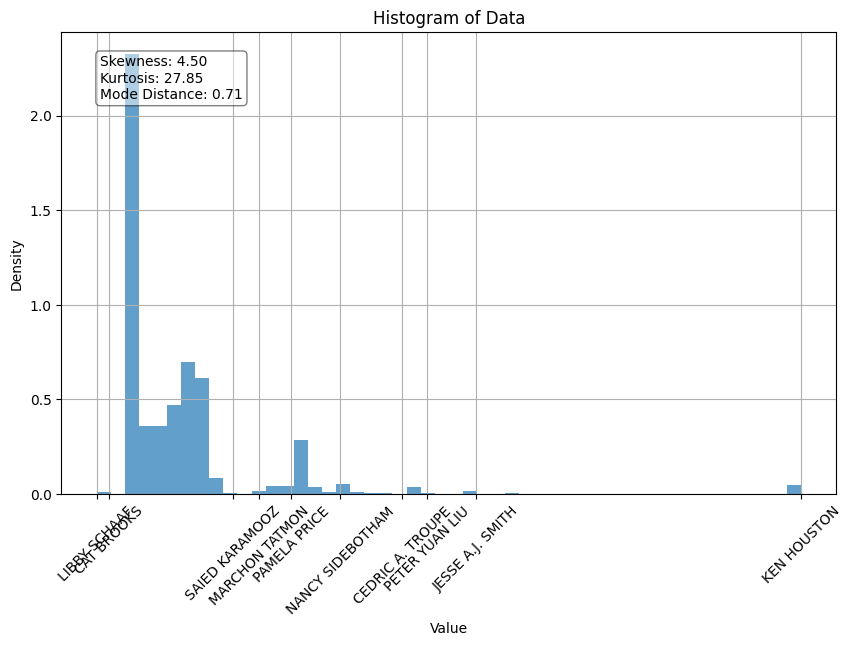 Histogram of Data
Skewness: 4.50
Kurtosis: 27.85
Mode Distance: 0.71
Density
2.0
1.5
1.0
0.5
0.0
LIBBY SCHAAF
CAT BROOKS
SAIED KARAMOOZ
MARCHON TATMON
PAMELA PRICE
NANCY SIDEBOTHAM
CEDRIC A. TROUPE
PETER YUAN LIU
JESSE A.J. SMITH
KEN HOUSTON
Value